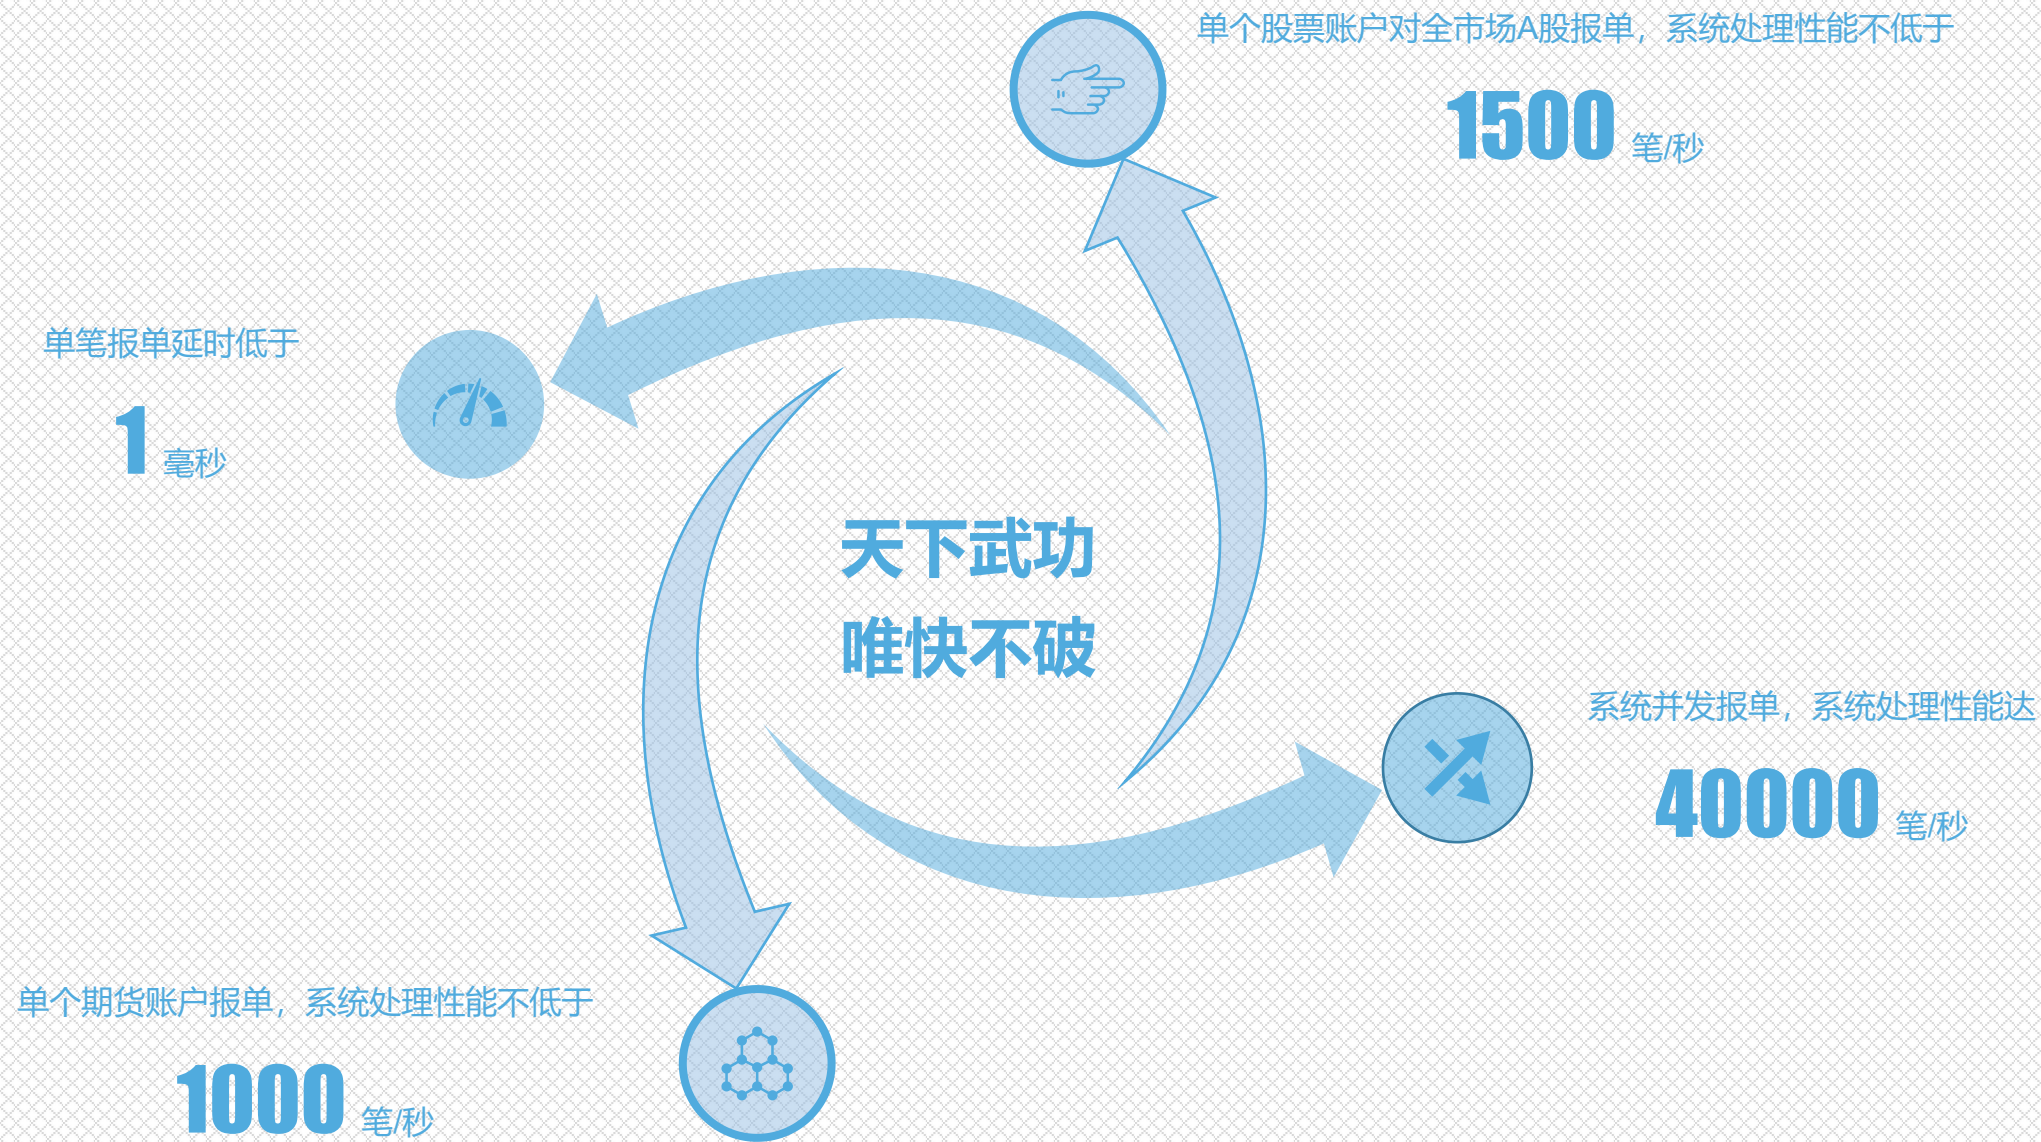 单个股票账户对全市场A股报单，系统处理性能不低于
1500 笔/秒
单笔报单延时低于
1 毫秒
天下武功
唯快不破
系统并发报单，系统处理性能达
40000 笔/秒
单个期货账户报单，系统处理性能不低于
1000 笔/秒